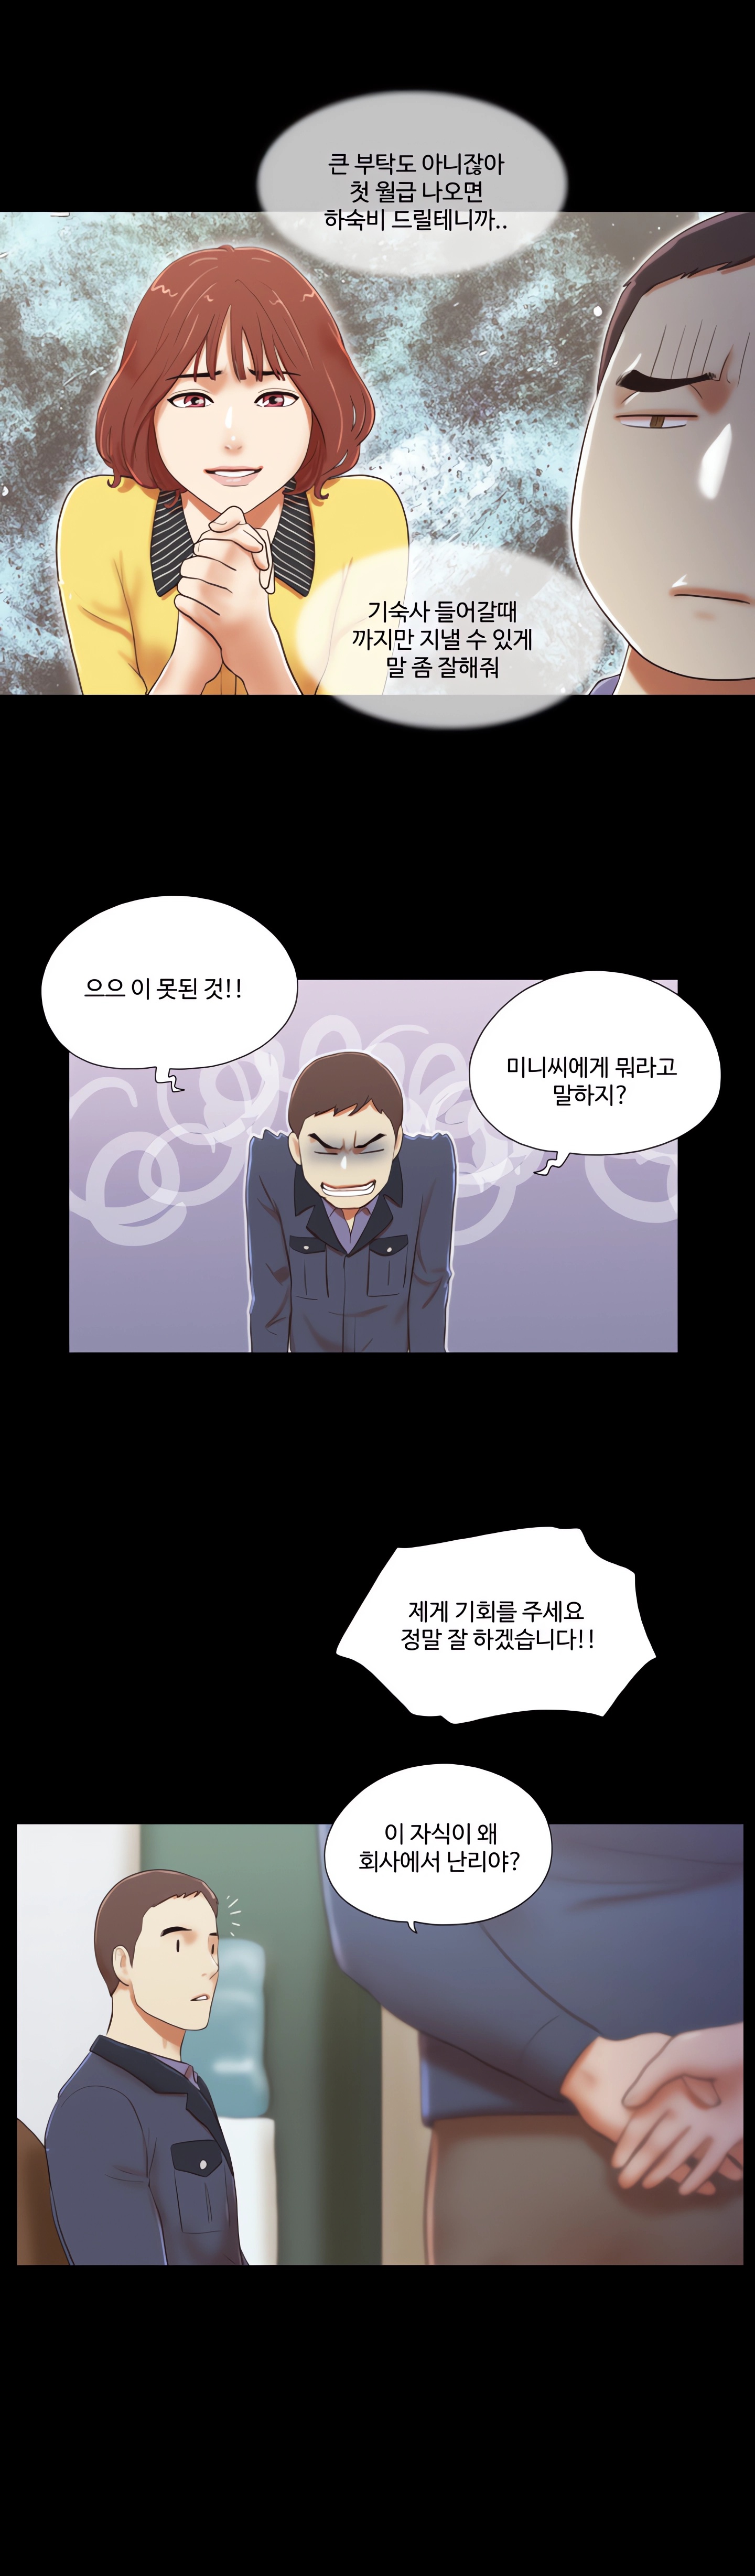 큰 부탁도 아니잖아
첫 월급 나오면
하숙비 드릴테니까..
기숙사 들어갈때
까지만 지낼 수 있게
말 좀 잘해줘
으으 이 못된 것!!
미니씨에게 뭐라고
말하지?
제게 기회를 주세요
정말 잘 하겠습니다!!
이 자식이 왜
회사에서 난리야?